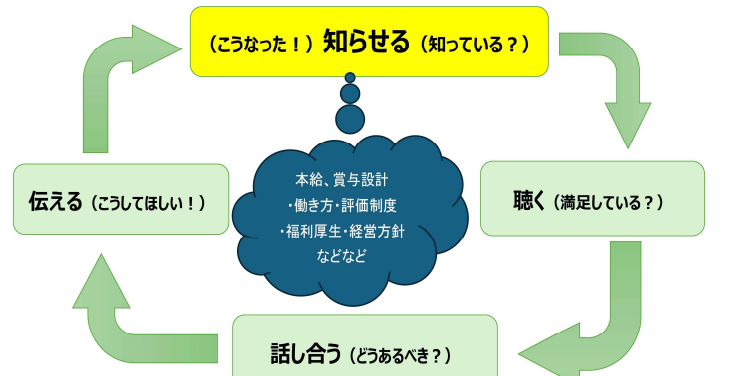 (こうなった！) 知らせる (知っている？)
伝える (こうしてほしい！)
本給、賞与設計
・働き方・評価制度
・福利厚生・経営方針
などなど
聴く (満足している？)
話し合う (どうあるべき？)